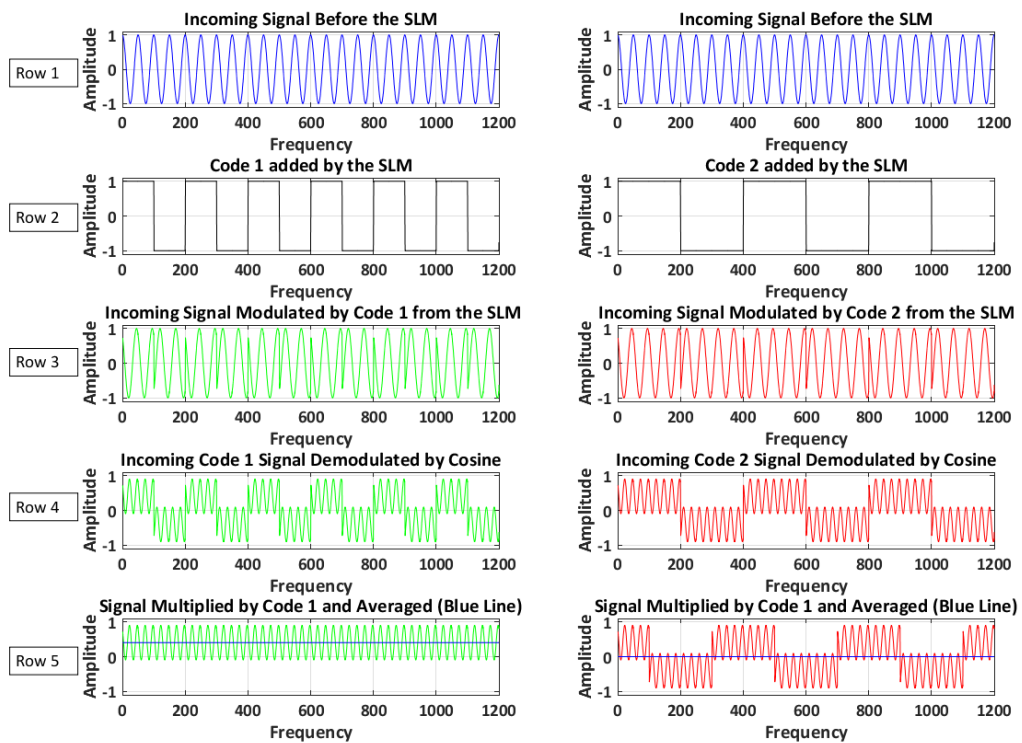 Incoming Signal Before the SLM
Incoming Signal Before the SLM
Row 1
Amplitude
1
0
-1
0 200 400 600 800 1000 1200
Frequency
Amplitude
1
0
-1
0 200 400 600 800 1000 1200
Frequency
Code 1 added by the SLM
Code 2 added by the SLM
Row 2
Amplitude
1
0
-1
0 200 400 600 800 1000 1200
Frequency
Amplitude
1
0
-1
0 200 400 600 800 1000 1200
Frequency
Incoming Signal Modulated by Code 1 from the SLM
Incoming Signal Modulated by Code 2 from the SLM
Row 3
Amplitude
1
0
-1
0 200 400 600 800 1000 1200
Frequency
Amplitude
1
0
-1
0 200 400 600 800 1000 1200
Frequency
Incoming Code 1 Signal Demodulated by Cosine
Incoming Code 2 Signal Demodulated by Cosine
Row 4
Amplitude
1
0
-1
0 200 400 600 800 1000 1200
Frequency
Amplitude
1
0
-1
0 200 400 600 800 1000 1200
Frequency
Signal Multiplied by Code 1 and Averaged (Blue Line)
Signal Multiplied by Code 1 and Averaged (Blue Line)
Row 5
Amplitude
1
0
-1
0 200 400 600 800 1000 1200
Frequency
Amplitude
1
0
-1
0 200 400 600 800 1000 1200
Frequency